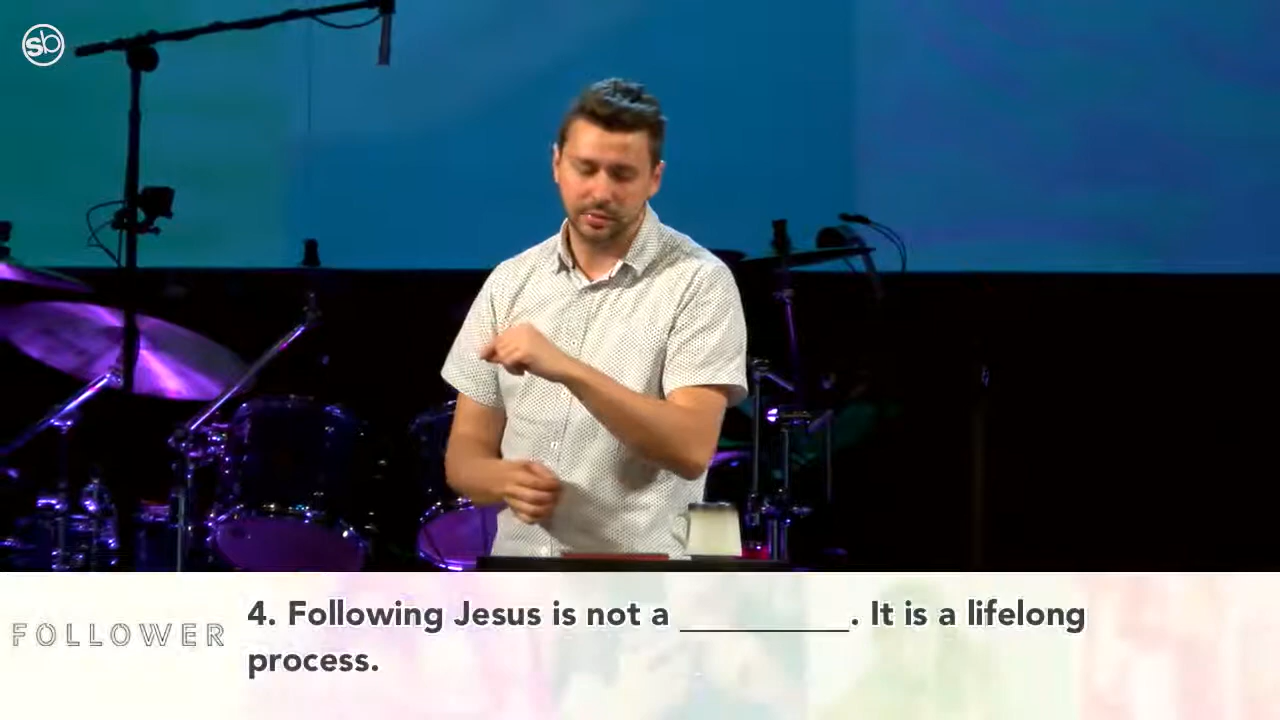 sb
FOLLOWER
4. Following Jesus is not a __________. It is a lifelong
process.